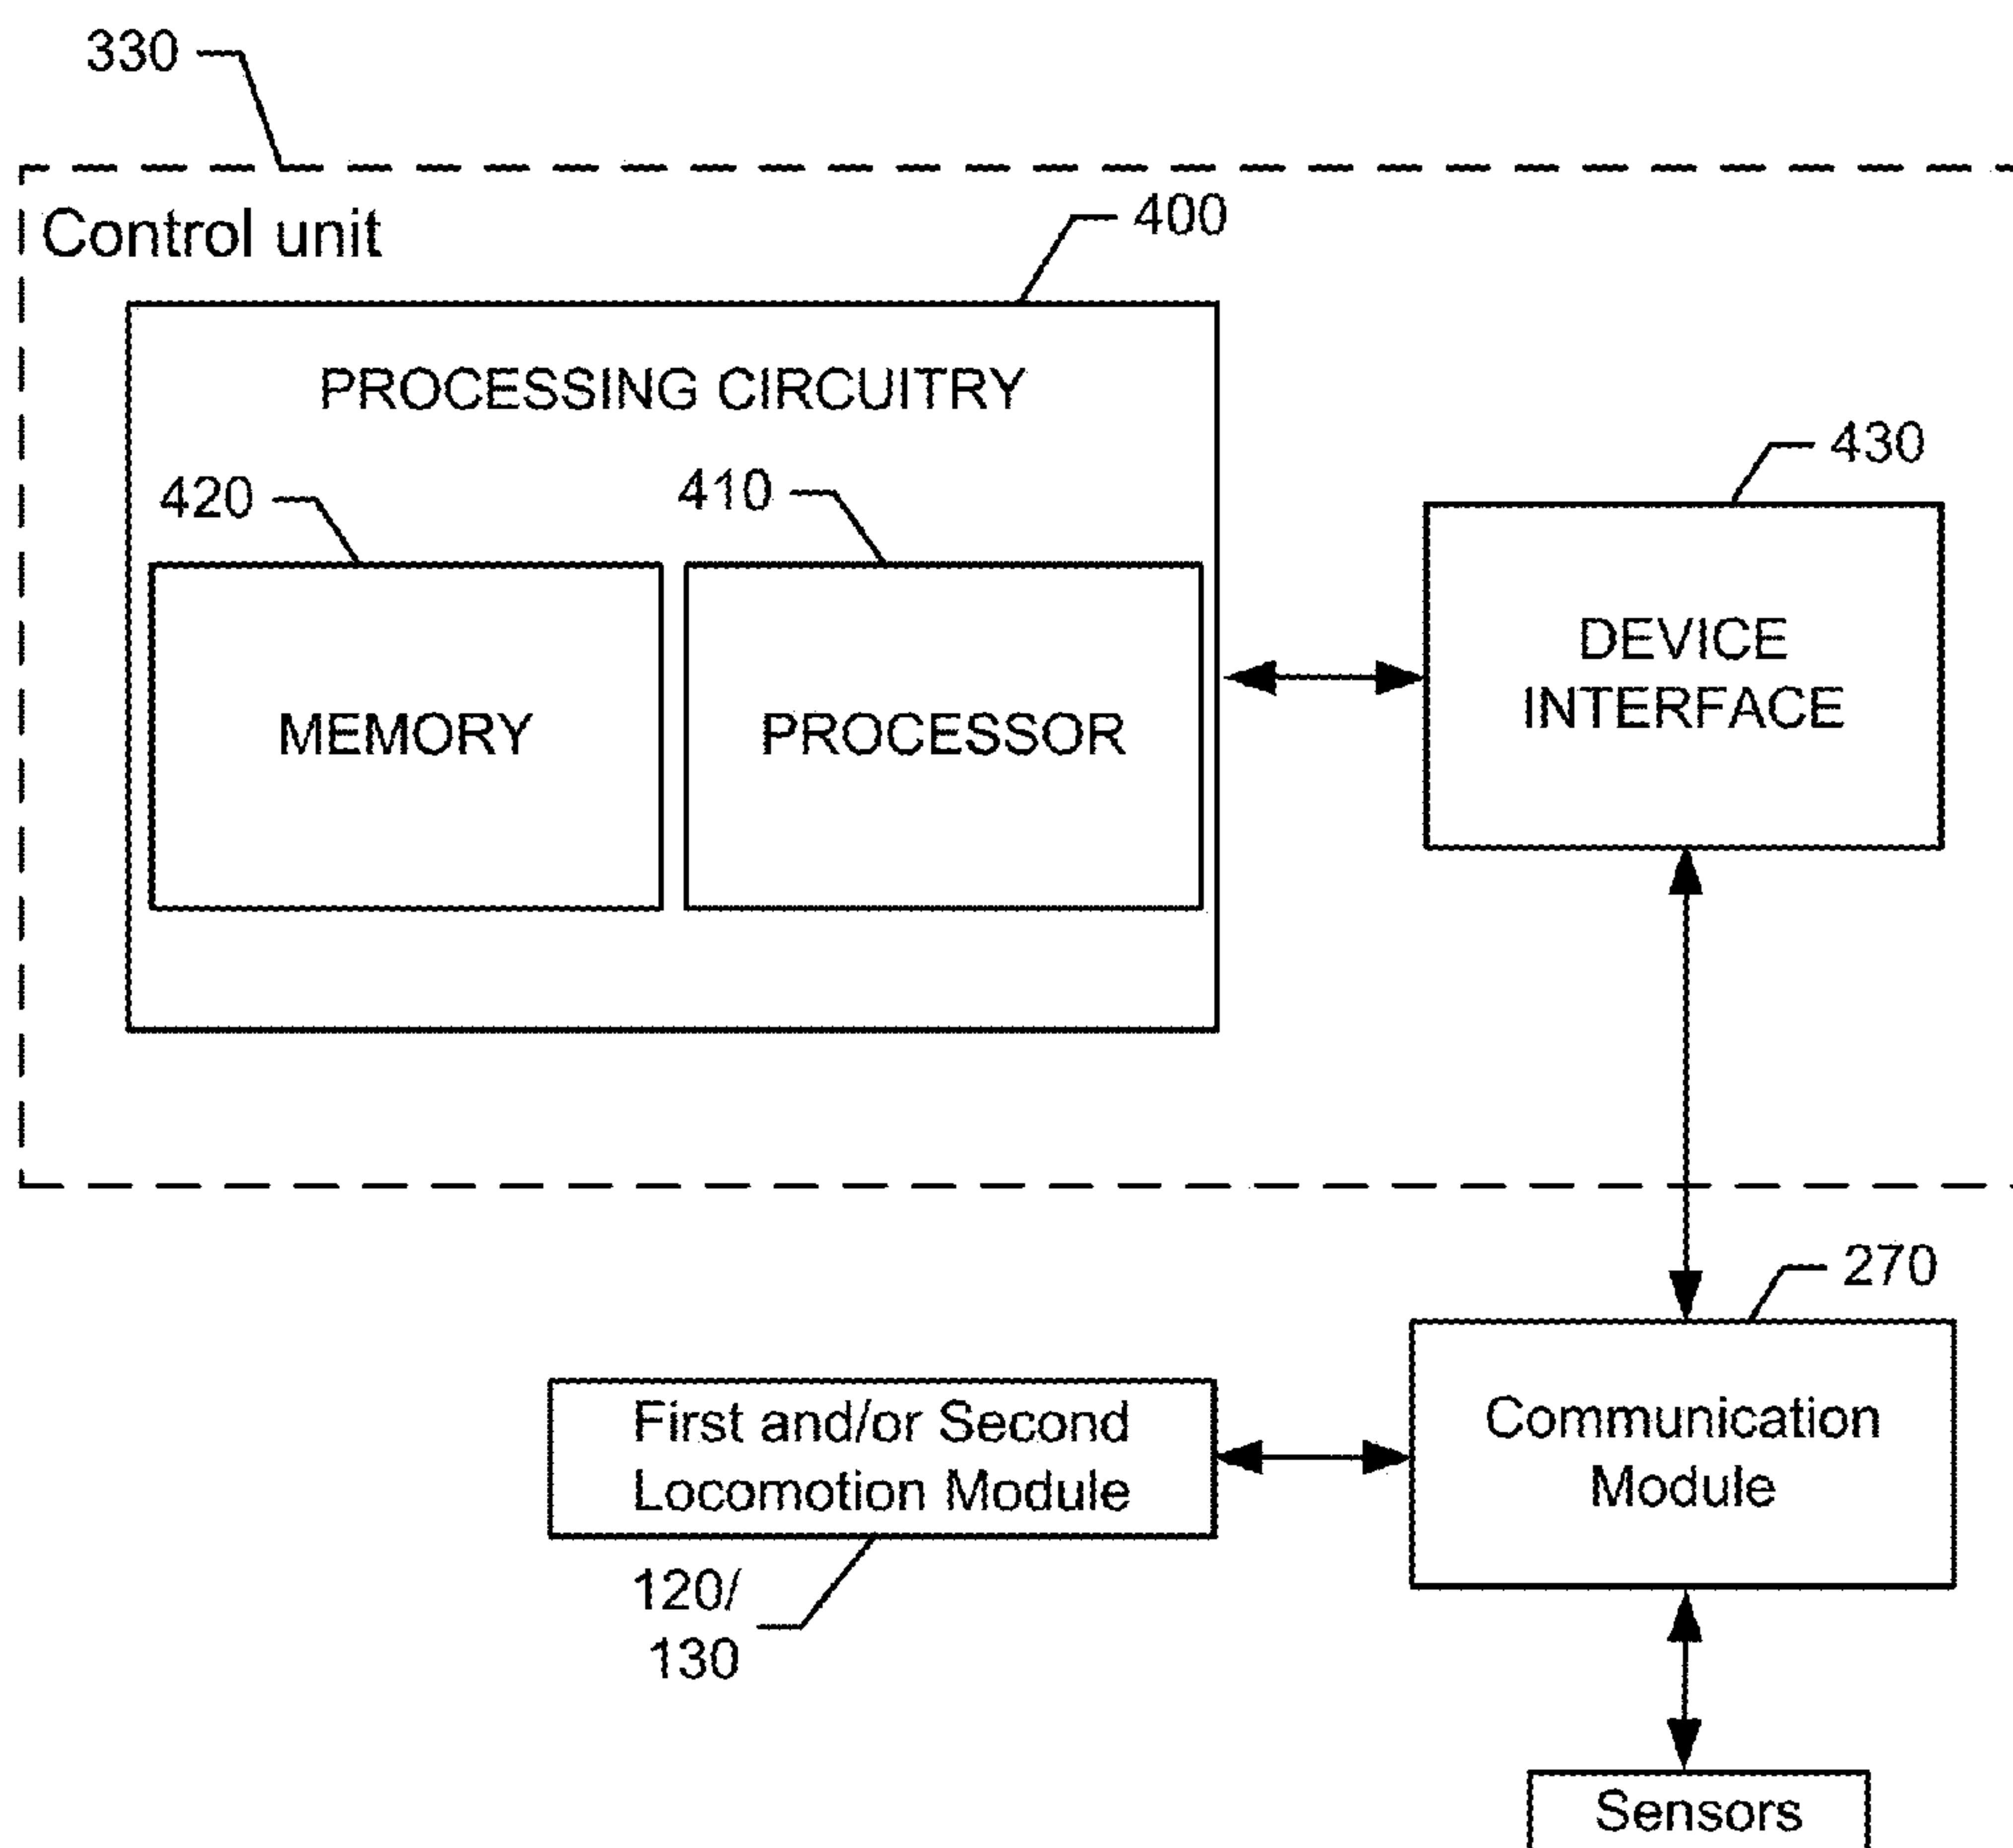 330
Control unit
400
PROCESSING CIRCUITRY
430
420
410
DEVICE
INTERFACE
MEMORY
PROCESSOR
270
First and/or Second
Locomotion Module
Communication
Module
120/
130
Sensors